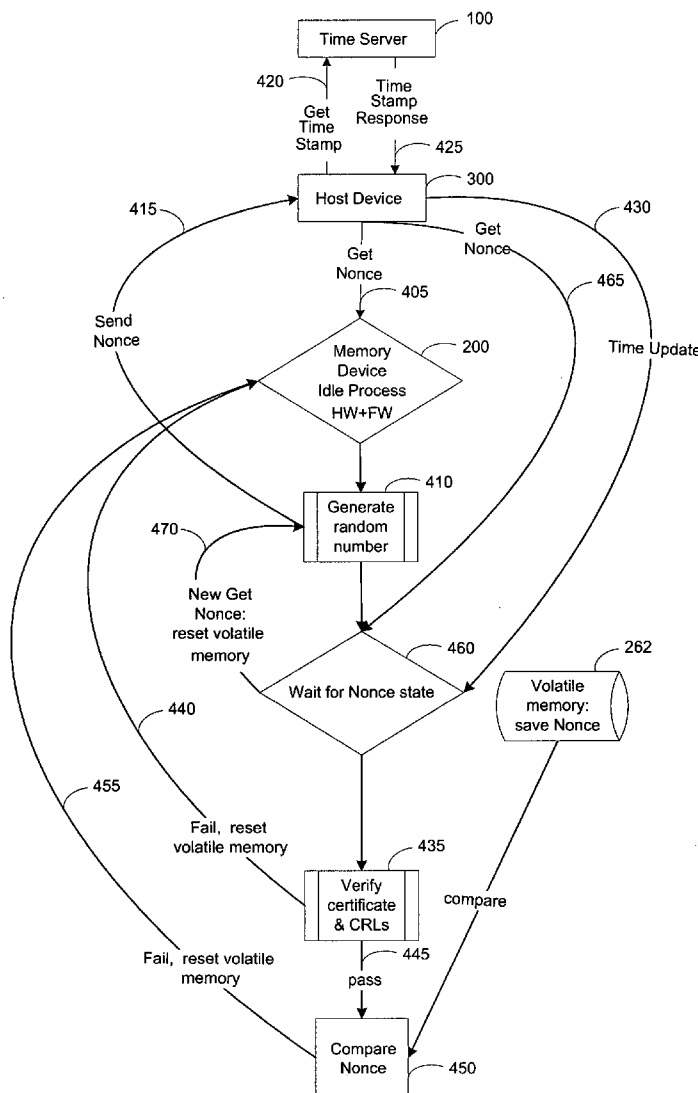 100
Time Server
420
Get
Time
Stamp
Time
Stamp
Response
425
300
Host Device
415
430
Get
Nonce
Get
Nonce
405
465
Send
Nonce
200
Time Update
Memory
Device
Idle Process
HW+FW
410
Generate
random
number
470
New Get
Nonce:
reset volatile
memory
460
Wait for Nonce state
262
Volatile
memory:
save Nonce
440
455
Fail, reset
volatile memory
435
Verify
certificate
& CRLs
compare
445
pass
Fail, reset volatile
memory
Compare
Nonce
450